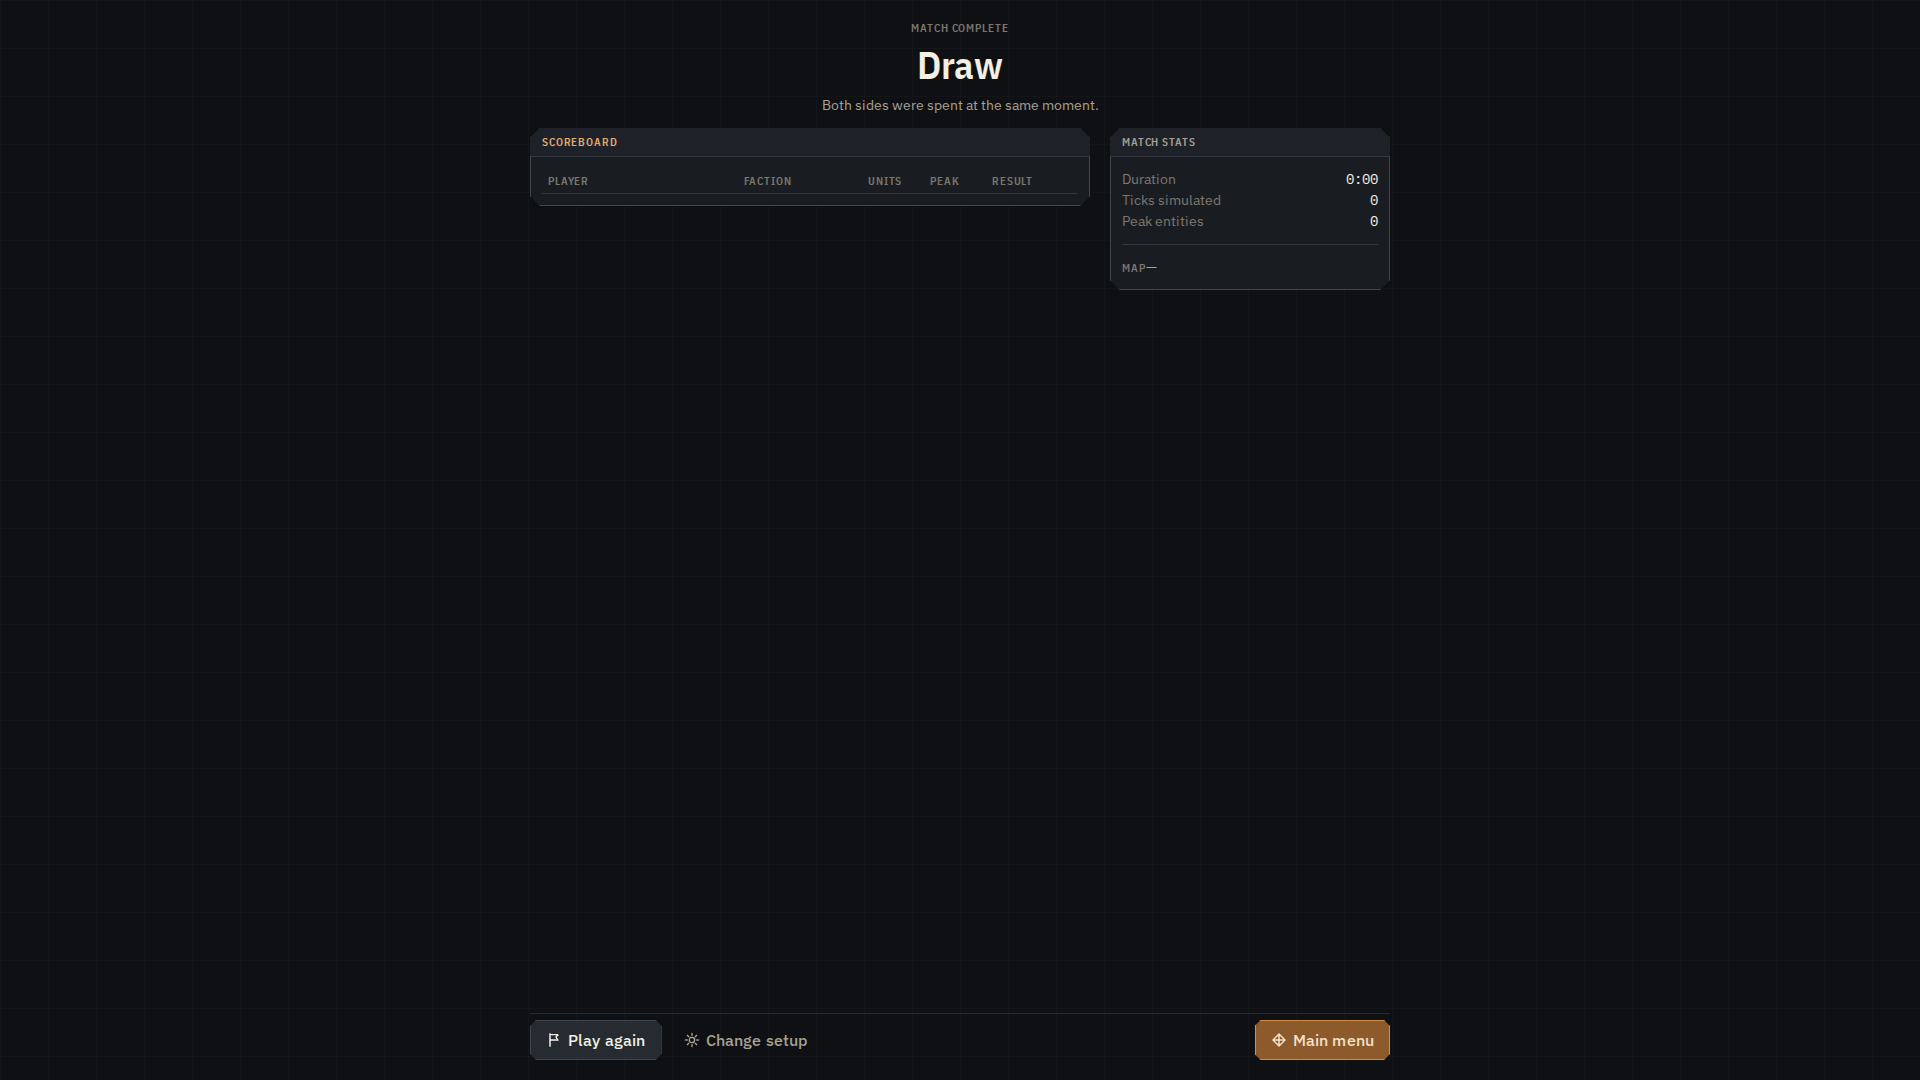 MATCH COMPLETE
Draw
Both sides were spent at the same moment.
SCOREBOARD
PLAYER FACTION UNITS PEAK RESULT
MATCH STATS
Duration 0:00
Ticks simulated 0
Peak entities 0
MAP—
Play again
Change setup
Main menu